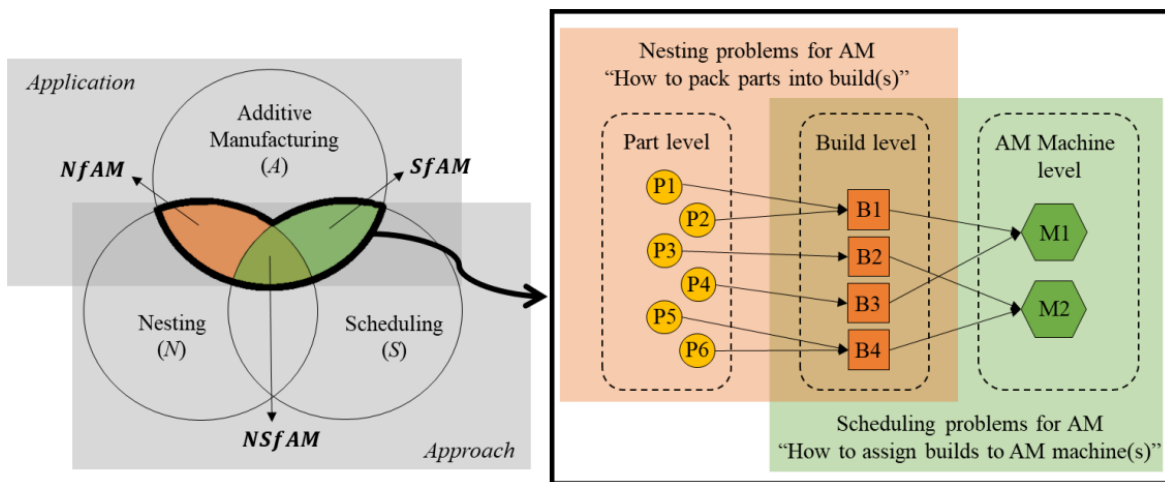 Application
Additive
Manufacturing
(A)
NfAM
SfAM
Nesting
(N)
Scheduling
(S)
NSfAM
Approach
Nesting problems for AM
“How to pack parts into build(s)”
Part level
Build level
AM Machine
level
P1
P2
P3
P4
P5
P6
B1
B2
B3
B4
M1
M2
Scheduling problems for AM
“How to assign builds to AM machine(s)”